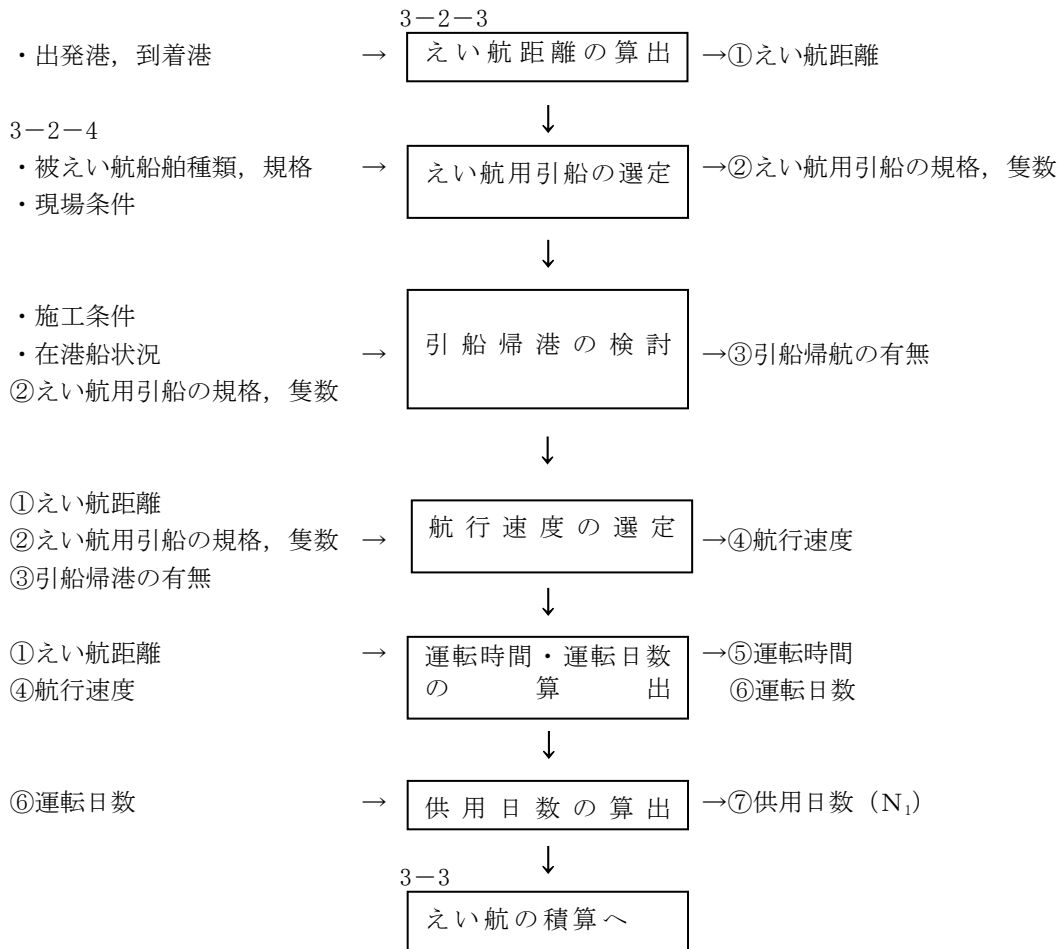 3－2－3
・出発港，到着港 → えい航距離の算出 →①えい航距離
↓
3－2－4
・被えい航船舶種類，規格 → えい航用引船の選定 →②えい航用引船の規格，隻数
・現場条件
↓
・施工条件
・在港船状況 → 引船帰港の検討 →③引船帰航の有無
②えい航用引船の規格，隻数
↓
①えい航距離
②えい航用引船の規格，隻数 → 航行速度の選定 →④航行速度
③引船帰港の有無
↓
①えい航距離 → 運転時間・運転日数 →⑤運転時間
④航行速度 の算出 ⑥運転日数
↓
⑥運転日数 → 供用日数の算出 →⑦供用日数（N₁）
↓
3－3
えい航の積算へ